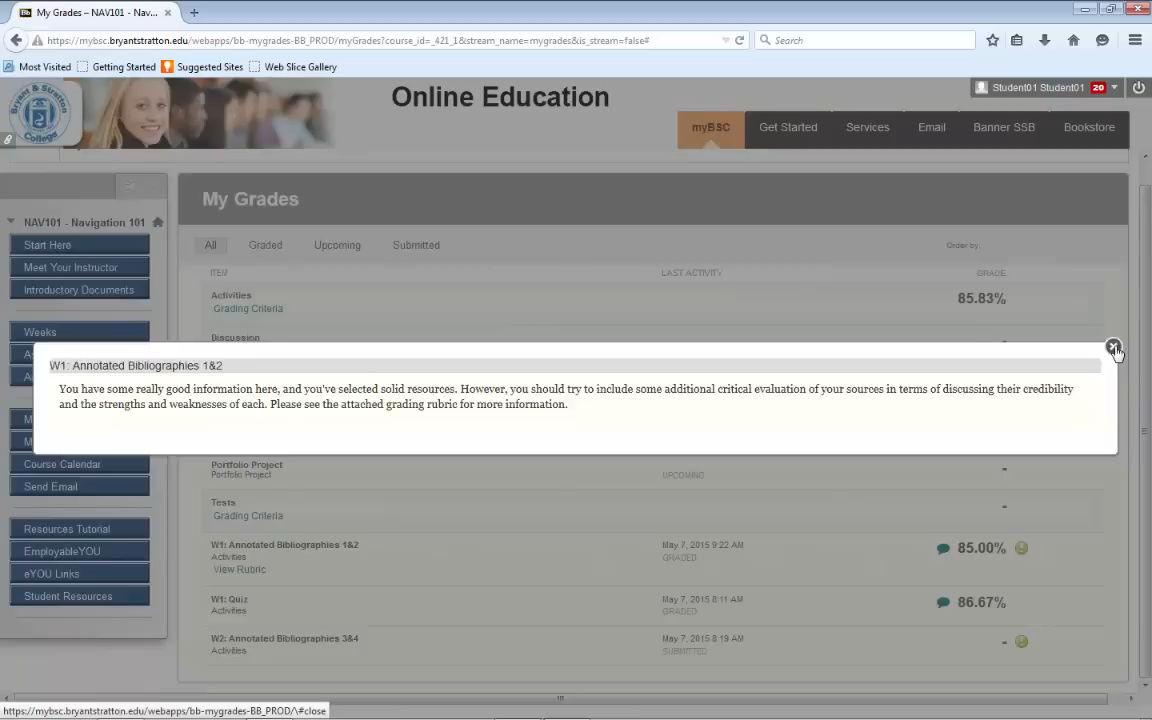 My Grades – NAV101 - Nav...
https://mybsc.bryantstratton.edu/webapps/bb-mygrades-BB_PROD/myGrades?course_id=_421_1&stream_name=mygrades&is_stream=false#
Search
Most Visited
Getting Started
Suggested Sites
Web Slice Gallery
Bryant & Stratton College
Online Education
Student01 Student01 20
myBSC
Get Started
Services
Email
Banner SSB
Bookstore
NAV101 - Navigation 101
Start Here
Meet Your Instructor
Introductory Documents
Weeks
Course Calendar
Send Email
Resources Tutorial
EmployableYOU
eYOU Links
Student Resources
My Grades
All Graded Upcoming Submitted
Order by:
ITEM LAST ACTIVITY GRADE
Activities 85.83%
Grading Criteria
Discussion
W1: Annotated Bibliographies 1&2
You have some really good information here, and you've selected solid resources. However, you should try to include some additional critical evaluation of your sources in terms of discussing their credibility
and the strengths and weaknesses of each. Please see the attached grading rubric for more information.
Portfolio Project -
Portfolio Project UPCOMING
Tests -
Grading Criteria
W1: Annotated Bibliographies 1&2 May 7, 2015 9:22 AM 85.00%
Activities GRADED
View Rubric
W1: Quiz May 7, 2015 8:11 AM 86.67%
Activities GRADED
W2: Annotated Bibliographies 3&4 May 7, 2015 8:19 AM -
Activities SUBMITTED
https://mybsc.bryantstratton.edu/webapps/bb-mygrades-BB_PROD/\#close